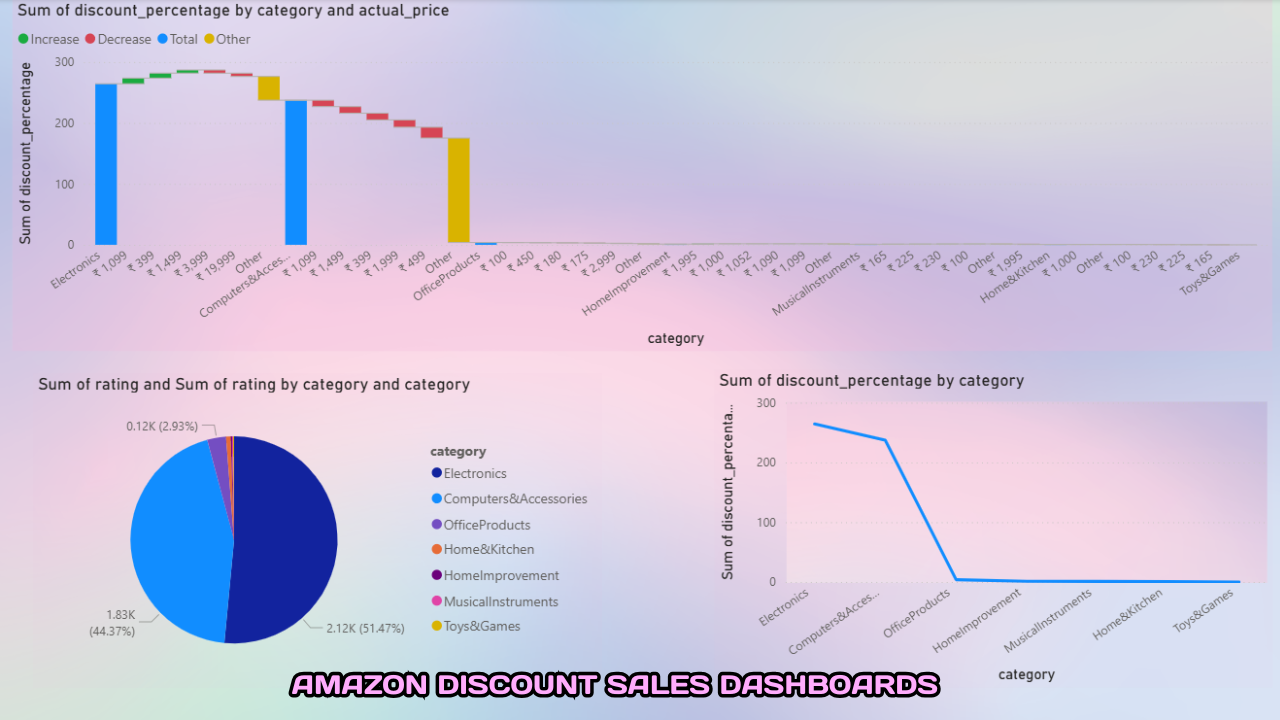 Sum of discount_percentage by category and actual_price
Increase Decrease Total Other
Sum of discount_percentage
300
200
100
0
Electronics
₹ 1,099
₹ 399
₹ 1,499
₹ 3,999
₹ 19,999
Other
Computers&Acces...
₹ 1,099
₹ 1,499
₹ 399
₹ 1,999
₹ 499
Other
OfficeProducts
₹ 100
₹ 450
₹ 180
₹ 175
₹ 2,999
Other
HomeImprovement
₹ 1,995
₹ 1,000
₹ 1,052
₹ 1,090
₹ 1,099
Other
MusicalInstruments
₹ 165
₹ 225
₹ 230
₹ 100
Other
₹ 1,995
Home&Kitchen
₹ 1,000
Other
₹ 100
₹ 230
₹ 225
₹ 165
Toys&Games
category
Sum of rating and Sum of rating by category and category
0.12K (2.93%)
1.83K
(44.37%)
2.12K (51.47%)
category
Electronics
Computers&Accessories
OfficeProducts
Home&Kitchen
HomeImprovement
MusicalInstruments
Toys&Games
Sum of discount_percentage by category
Sum of discount_percenta...
300
200
100
0
Electronics
Computers&Acces...
OfficeProducts
HomeImprovement
MusicalInstruments
Home&Kitchen
Toys&Games
category
AMAZON DISCOUNT SALES DASHBOARDS